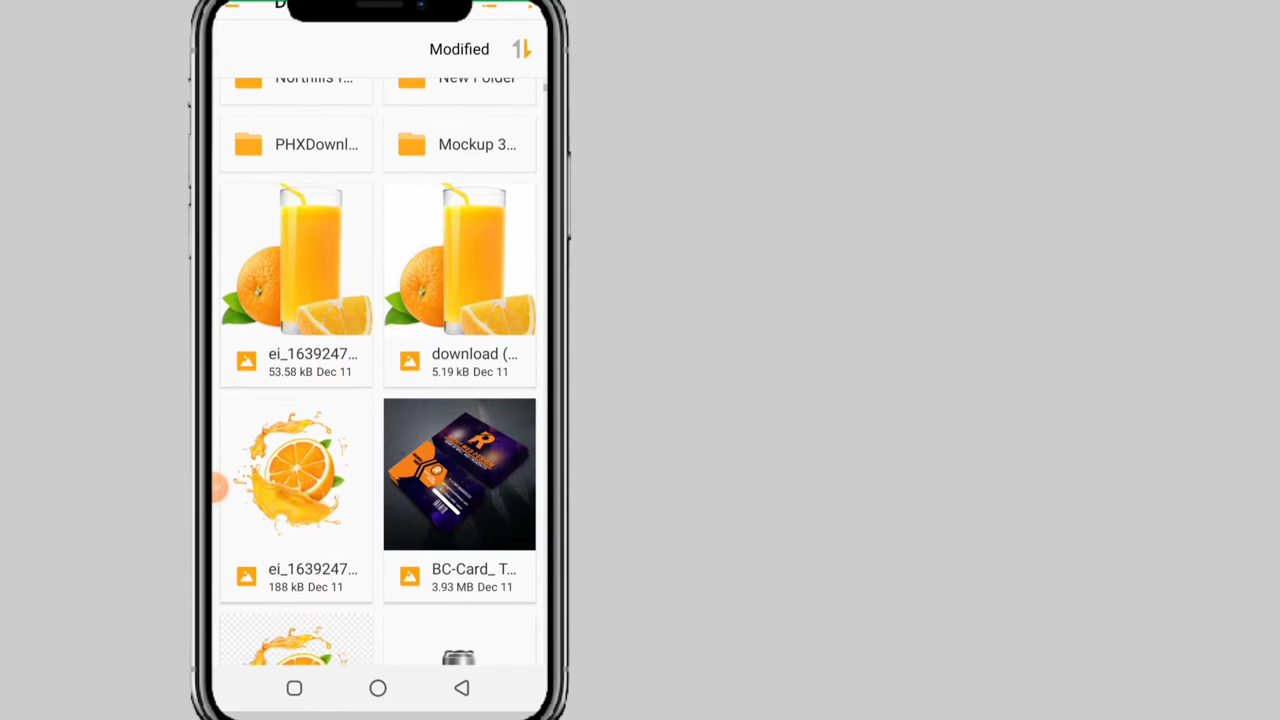 Modified
New Folder
PHXDownl...
Mockup 3...
ei_1639247...
53.58 kB Dec 11
download (...
5.19 kB Dec 11
ei_1639247...
188 kB Dec 11
BC-Card_ T...
3.93 MB Dec 11